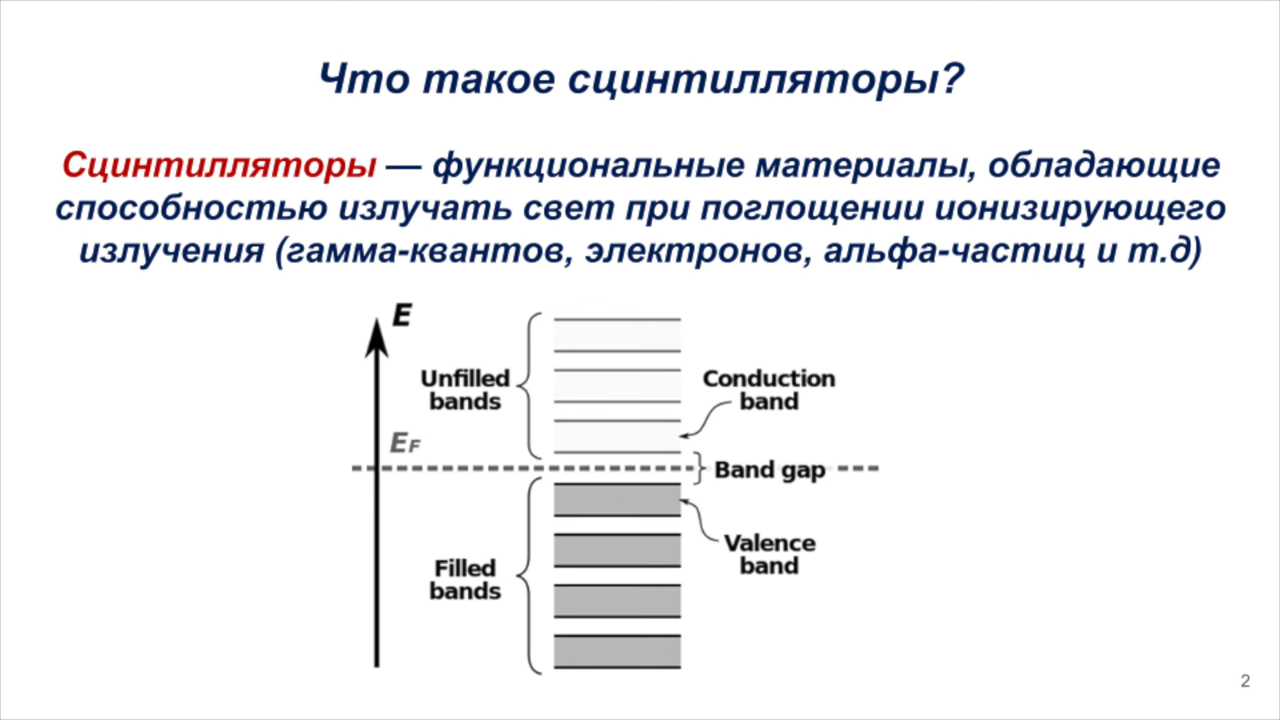 Что такое сцинтилляторы?
Сцинтилляторы — функциональные материалы, обладающие
способностью излучать свет при поглощении ионизирующего
излучения (гамма-квантов, электронов, альфа-частиц и т.д)
E
Unfilled
bands
Conduction
band
EF
Band gap
Valence
band
Filled
bands
2